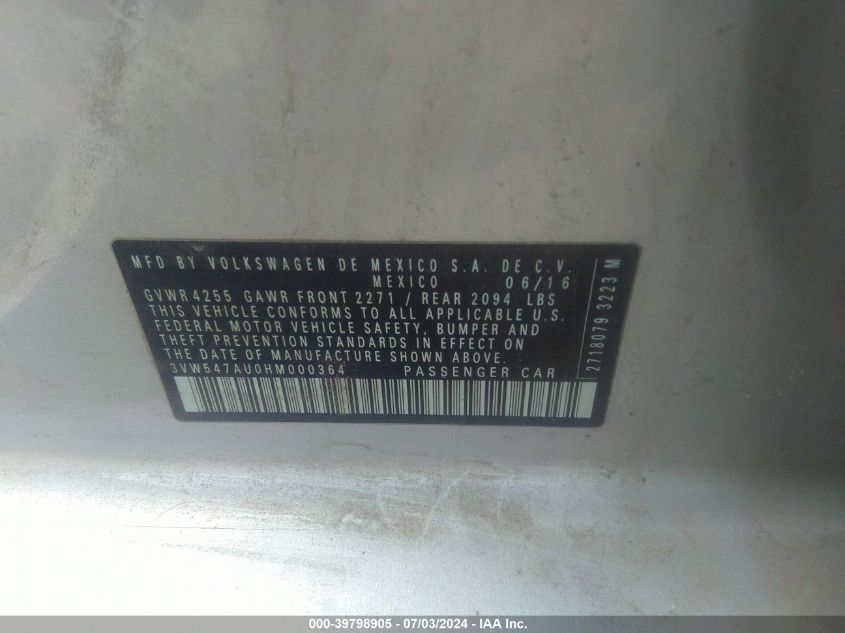 MFD BY VOLKSWAGEN DE MEXICO S.A. DE C.V.
MEXICO 06/16
GVWR 4255 GAWR FRONT 2271 / REAR 2094 LBS
THIS VEHICLE CONFORMS TO ALL APPLICABLE U.S.
FEDERAL MOTOR VEHICLE SAFETY, BUMPER AND
THEFT PREVENTION STANDARDS IN EFFECT ON
THE DATE OF MANUFACTURE SHOWN ABOVE.
3VW547AU0HM000364 PASSENGER CAR
2718079 3223 M
000-39798905 - 07/03/2024 - IAA Inc.